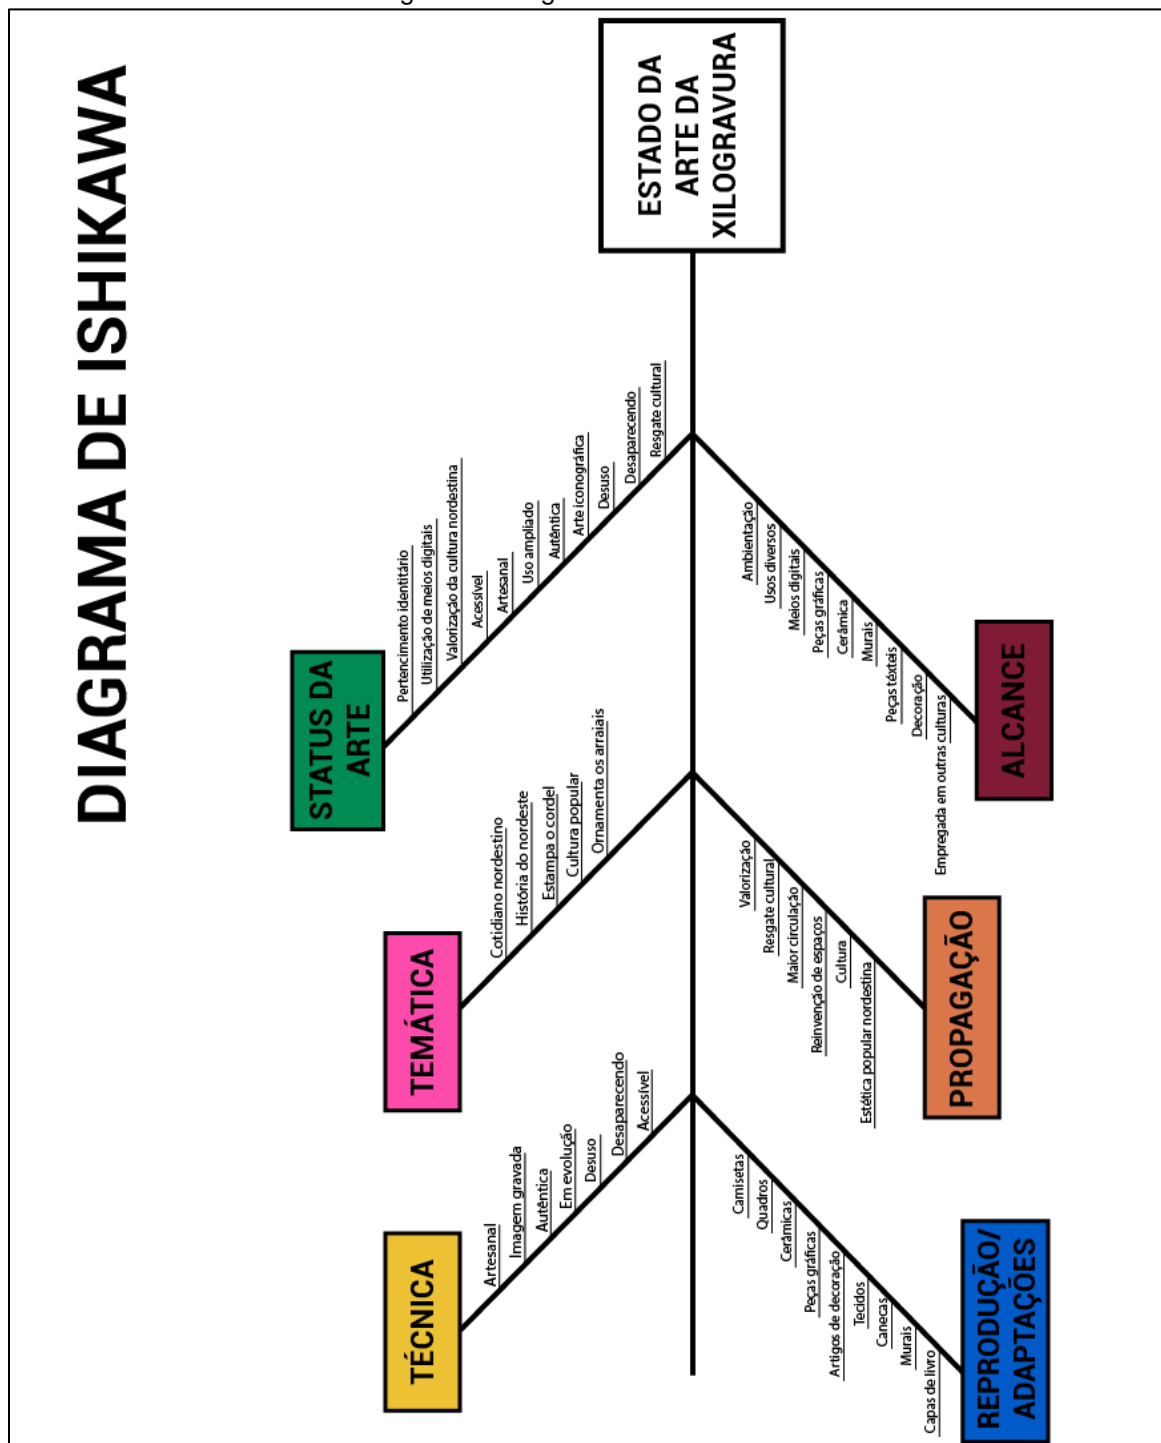 DIAGRAMA DE ISHIKAWA
TÉCNICA
Artesanal
Imagem gravada
Autêntica
Em evolução
Desuso
Desaparecendo
Acessível
TEMÁTICA
Cotidiano nordestino
História do nordeste
Estampa o cordel
Cultura popular
Ornamenta os arraiais
STATUS DA
ARTE
Pertencimento identitário
Utilização de meios digitais
Valorização da cultura nordestina
Acessível
Artesanal
Uso ampliado
Autêntica
Arte iconográfica
Desuso
Desaparecendo
Resgate cultural
ESTADO DA
ARTE DA
XILOGRAVURA
Camisetas
Quadros
Cerâmicas
Peças gráficas
Artigos de decoração
Tecidos
Canecas
Murais
Capas de livro
REPRODUÇÃO/
ADAPTAÇÕES
Valorização
Resgate cultural
Maior circulação
Reinvenção de espaços
Cultura
Estética popular nordestina
PROPAGAÇÃO
Ambientação
Usos diversos
Meios digitais
Peças gráficas
Cerâmica
Murais
Peças téxteis
Decoração
Empregada em outras culturas
ALCANCE